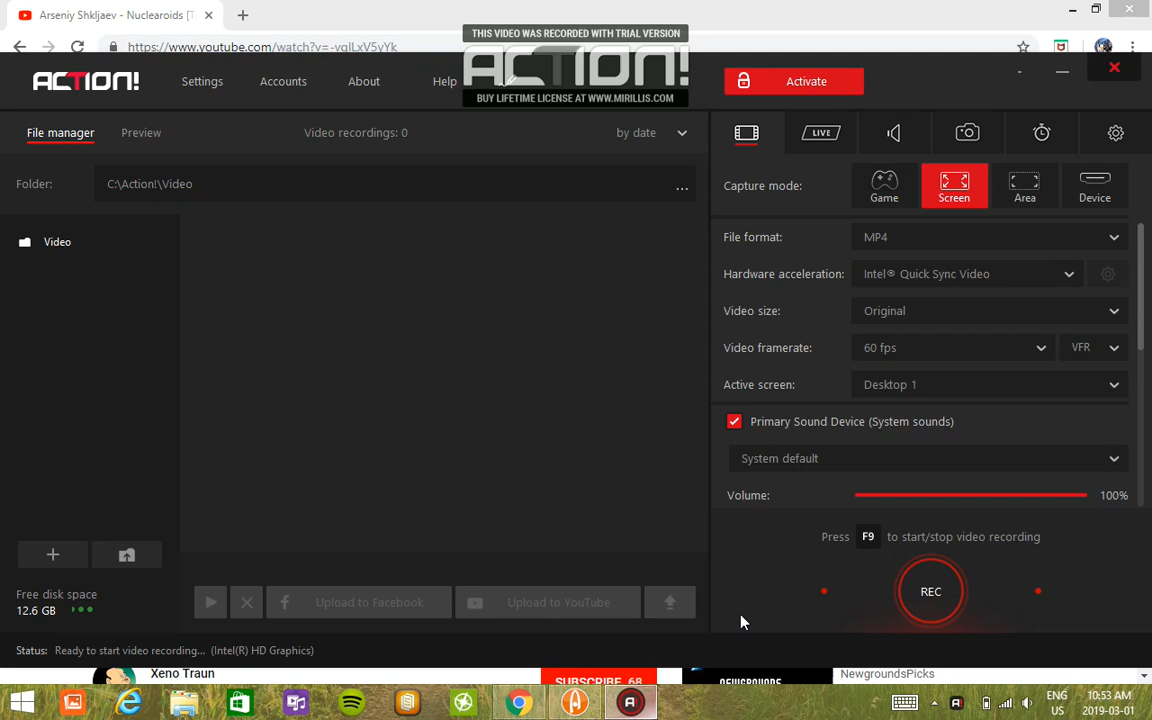 Arseniy Shkljaev - Nuclearoids [T
https://www.youtube.com/watch?v=-vqILxV5yYk
THIS VIDEO WAS RECORDED WITH TRIAL VERSION
ACTION!
BUY LIFETIME LICENSE AT WWW.MIRILLIS.COM
ACTION!
Settings
Accounts
About
Help
Activate
File manager
Preview
Video recordings: 0
by date
LIVE
Folder:
C:\Action!\Video
...
Capture mode:
Game
Screen
Area
Device
Video
File format:
MP4
Hardware acceleration:
Intel® Quick Sync Video
Video size:
Original
Video framerate:
60 fps
VFR
Active screen:
Desktop 1
Primary Sound Device (System sounds)
System default
Volume:
100%
Press F9 to start/stop video recording
REC
Free disk space
12.6 GB
Upload to Facebook
Upload to YouTube
Status: Ready to start video recording... (Intel(R) HD Graphics)
Xeno Traun
SUBSCRIBE 68
NEWGROUNDS
NewgroundsPicks
ENG
US
10:53 AM
2019-03-01